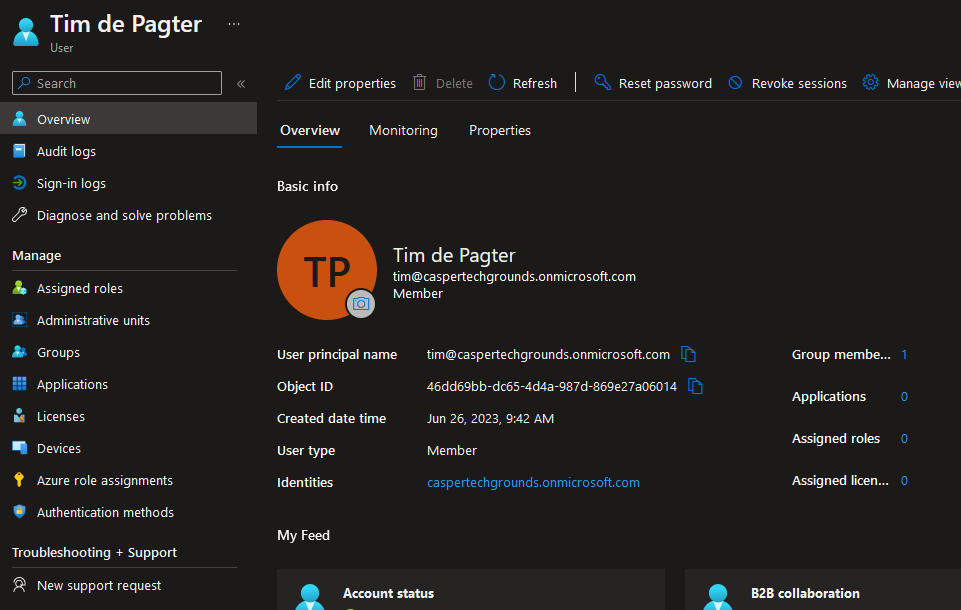 Tim de Pagter ...
User
Search «
Overview
Audit logs
Sign-in logs
Diagnose and solve problems
Manage
Assigned roles
Administrative units
Groups
Applications
Licenses
Devices
Azure role assignments
Authentication methods
Troubleshooting + Support
New support request
Edit properties Delete Refresh Reset password Revoke sessions Manage view
Overview Monitoring Properties
Basic info
TP
Tim de Pagter
tim@caspertechgrounds.onmicrosoft.com
Member
User principal name tim@caspertechgrounds.onmicrosoft.com Group membe... 1
Object ID 46dd69bb-dc65-4d4a-987d-869e27a06014 Applications 0
Created date time Jun 26, 2023, 9:42 AM Assigned roles 0
User type Member
Identities caspertechgrounds.onmicrosoft.com Assigned licen... 0
My Feed
Account status B2B collaboration